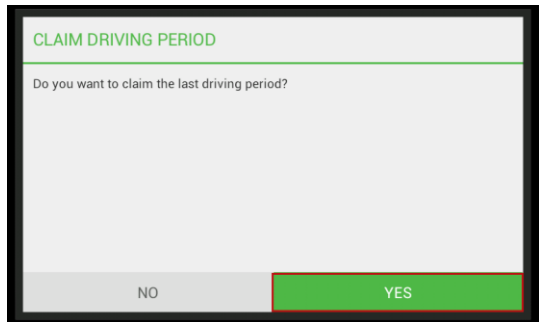 CLAIM DRIVING PERIOD
Do you want to claim the last driving period?
NO
YES